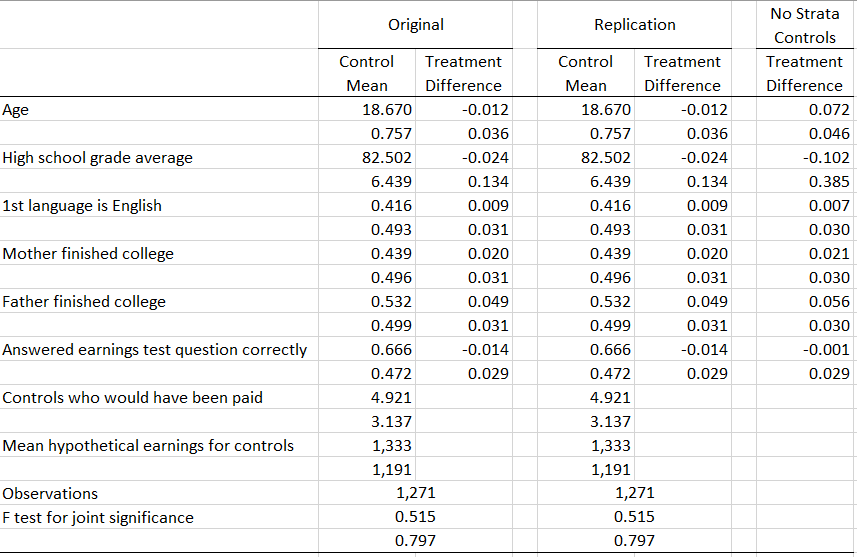 Original Replication No Strata Controls
Control Mean Treatment Difference Control Mean Treatment Difference Treatment Difference
Age 18.670 -0.012 18.670 -0.012 0.072
0.757 0.036 0.757 0.036 0.046
High school grade average 82.502 -0.024 82.502 -0.024 -0.102
6.439 0.134 6.439 0.134 0.385
1st language is English 0.416 0.009 0.416 0.009 0.007
0.493 0.031 0.493 0.031 0.030
Mother finished college 0.439 0.020 0.439 0.020 0.021
0.496 0.031 0.496 0.031 0.030
Father finished college 0.532 0.049 0.532 0.049 0.056
0.499 0.031 0.499 0.031 0.030
Answered earnings test question correctly 0.666 -0.014 0.666 -0.014 -0.001
0.472 0.029 0.472 0.029 0.029
Controls who would have been paid 4.921 4.921
3.137 3.137
Mean hypothetical earnings for controls 1,333 1,333
1,191 1,191
Observations 1,271 1,271
F test for joint significance 0.515 0.515
0.797 0.797